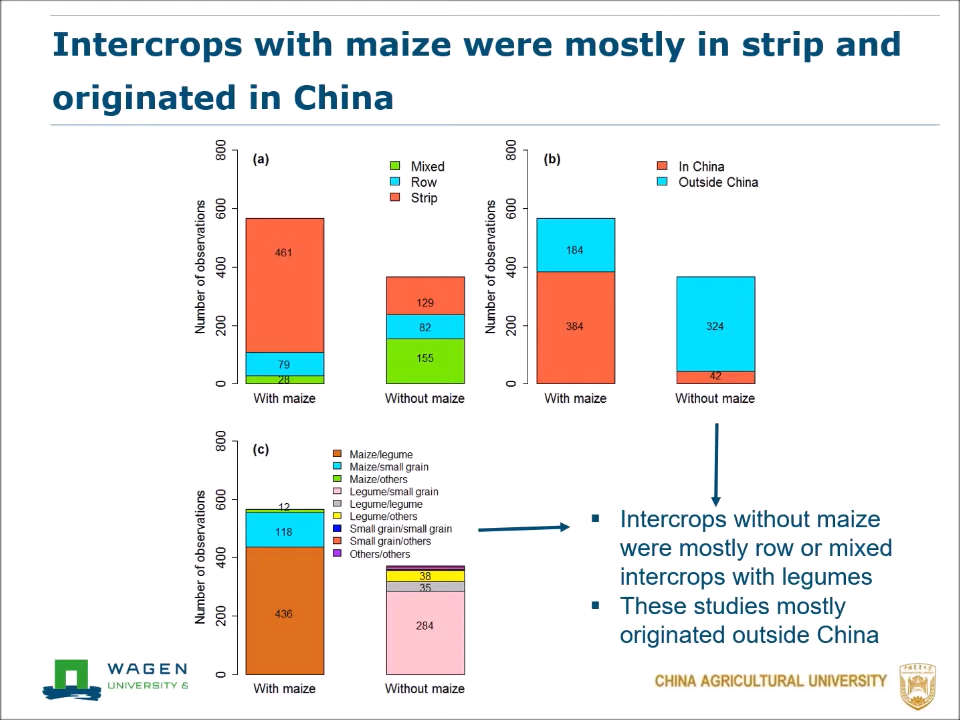 Intercrops with maize were mostly in strip and
originated in China
(a)
800
600
400
200
0
Number of observations
Mixed
Row
Strip
461
79
28
129
82
155
With maize
Without maize
(b)
800
600
400
200
0
Number of observations
In China
Outside China
184
384
324
42
With maize
Without maize
(c)
800
600
400
200
0
Number of observations
Maize/legume
Maize/small grain
Maize/others
Legume/small grain
Legume/legume
Legume/others
Small grain/small grain
Small grain/others
Others/others
12
118
436
38
35
284
With maize
Without maize
▪ Intercrops without maize
were mostly row or mixed
intercrops with legumes
▪ These studies mostly
originated outside China
WAGEN
UNIVERSITY &
CHINA AGRICULTURAL UNIVERSITY